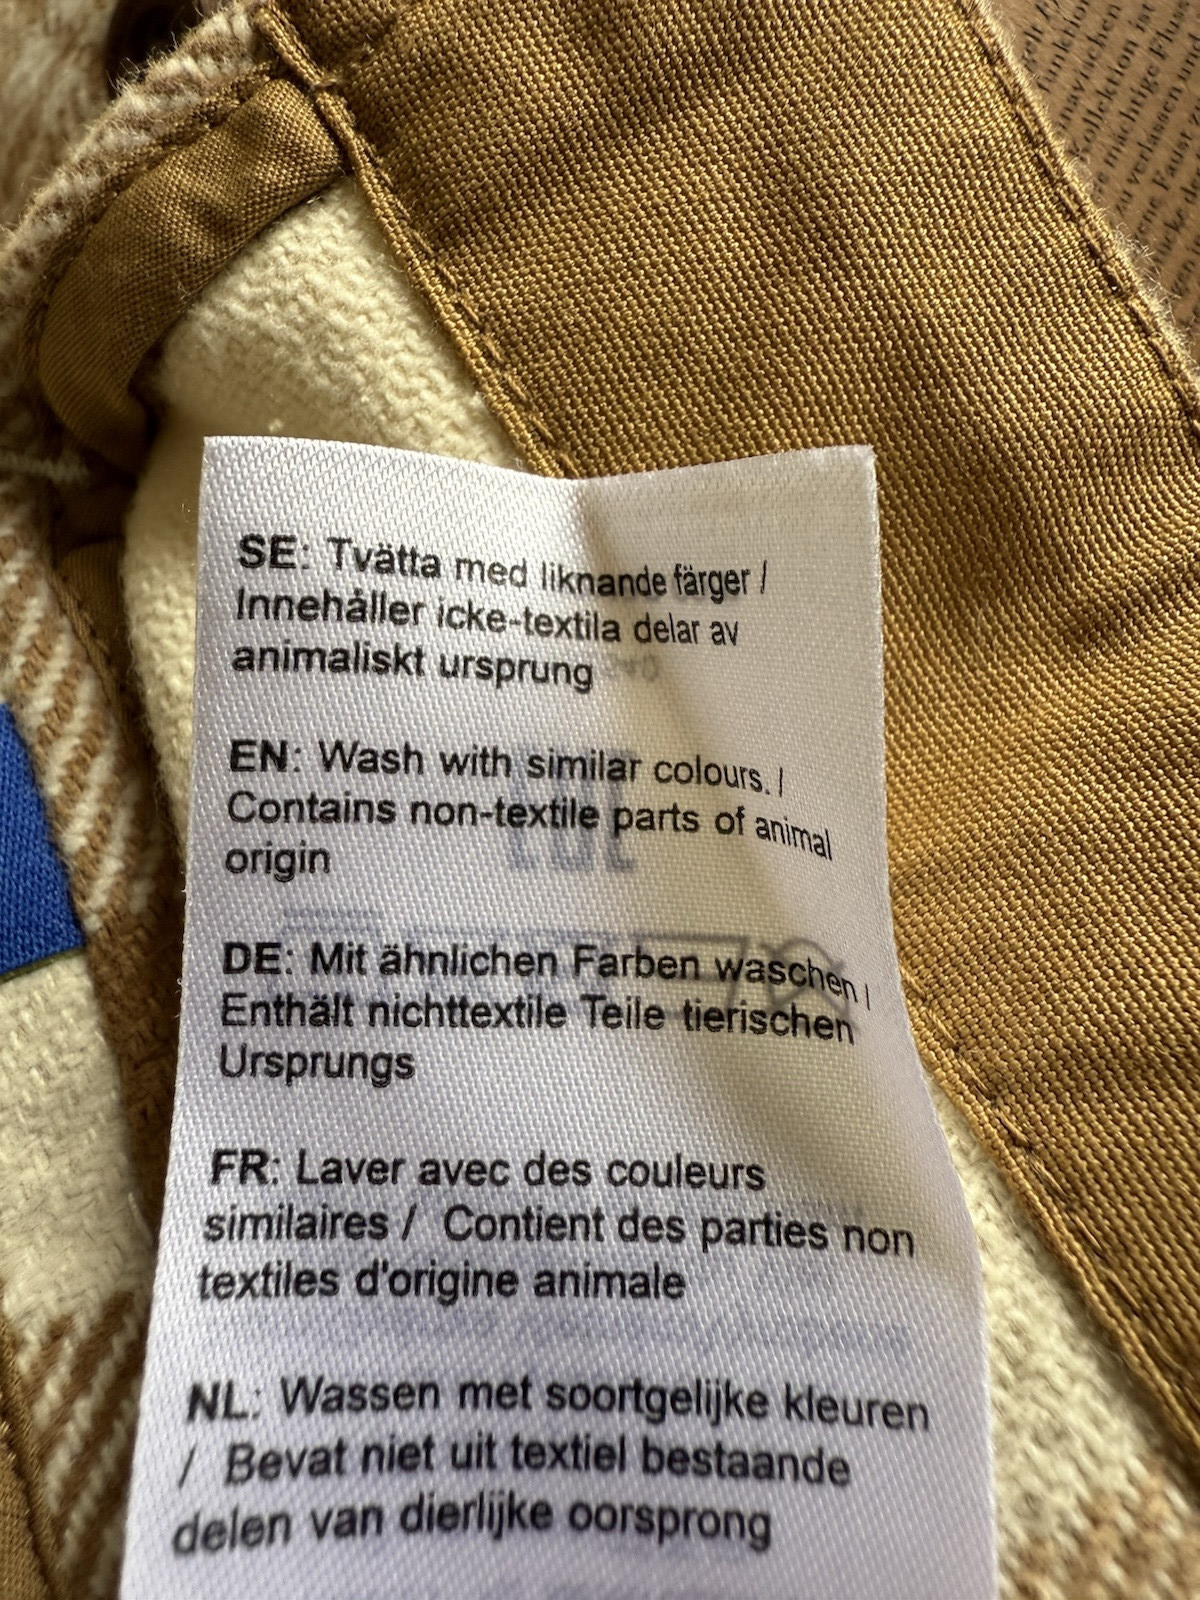 SE: Tvätta med liknande färger /
Innehåller icke-textila delar av
animaliskt ursprung
EN: Wash with similar colours. /
Contains non-textile parts of animal
origin
DE: Mit ähnlichen Farben waschen /
Enthält nichttextile Teile tierischen
Ursprungs
FR: Laver avec des couleurs
similaires / Contient des parties non
textiles d'origine animale
NL: Wassen met soortgelijke kleuren
/ Bevat niet uit textiel bestaande
delen van dierlijke oorsprong